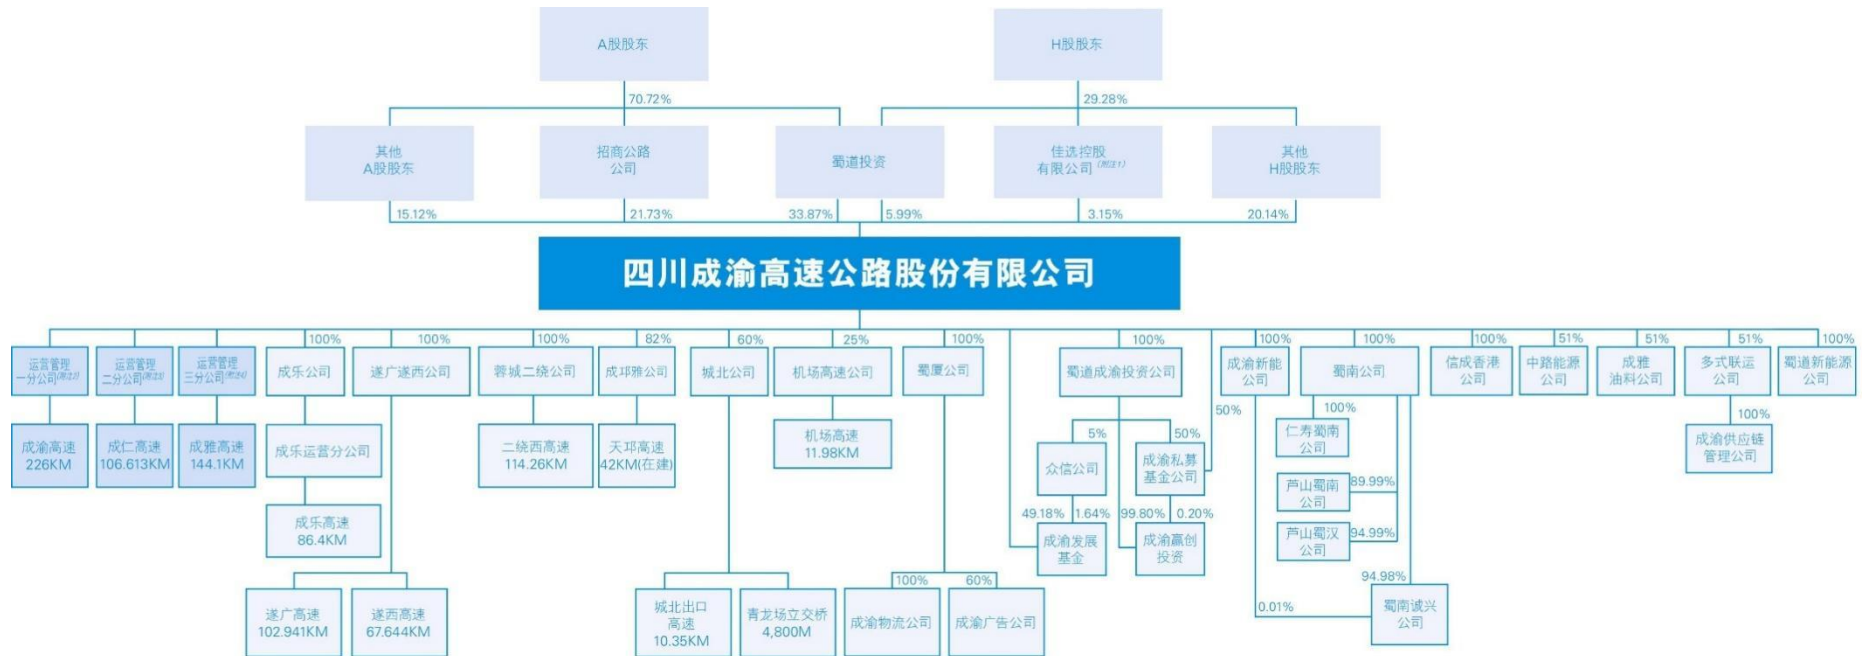 A股股东
H股股东
70.72%
29.28%
其他
A股股东
招商公路
公司
蜀道投资
佳选控股
有限公司(附注1)
其他
H股股东
15.12%
21.73%
33.87%
5.99%
3.15%
20.14%
四川成渝高速公路股份有限公司
100%
100%
100%
82%
60%
25%
100%
100%
100%
100%
100%
51%
51%
51%
100%
运营管理
一分公司(附注2)
运营管理
二分公司(附注3)
运营管理
三分公司(附注4)
成乐公司
遂广遂西公司
蓉城二绕公司
成邛雅公司
城北公司
机场高速公司
蜀厦公司
蜀道成渝投资公司
成渝新能
公司
蜀南公司
信成香港
公司
中路能源
公司
成雅
油料公司
多式联运
公司
蜀道新能源
公司
成渝高速
226KM
成仁高速
106.613KM
成雅高速
144.1KM
成乐运营分公司
二绕西高速
114.26KM
天邛高速
42KM(在建)
机场高速
11.98KM
5%
众信公司
50%
成渝私募
基金公司
50%
100%
仁寿蜀南
公司
100%
成渝供应链
管理公司
芦山蜀南
公司
89.99%
成乐高速
86.4KM
49.18%
1.64%
99.80%
0.20%
成渝发展
基金
成渝赢创
投资
芦山蜀汉
公司
94.99%
遂广高速
102.941KM
遂西高速
67.644KM
城北出口
高速
10.35KM
青龙场立交桥
4,800M
100%
成渝物流公司
60%
成渝广告公司
0.01%
94.98%
蜀南诚兴
公司